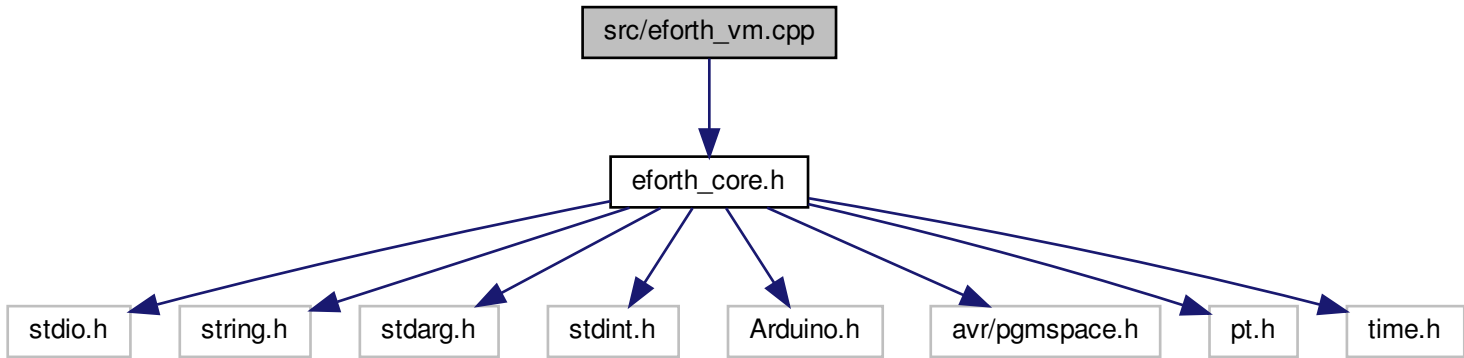 src/eforth_vm.cpp
eforth_core.h
stdio.h
string.h
stdarg.h
stdint.h
Arduino.h
avr/pgmspace.h
pt.h
time.h